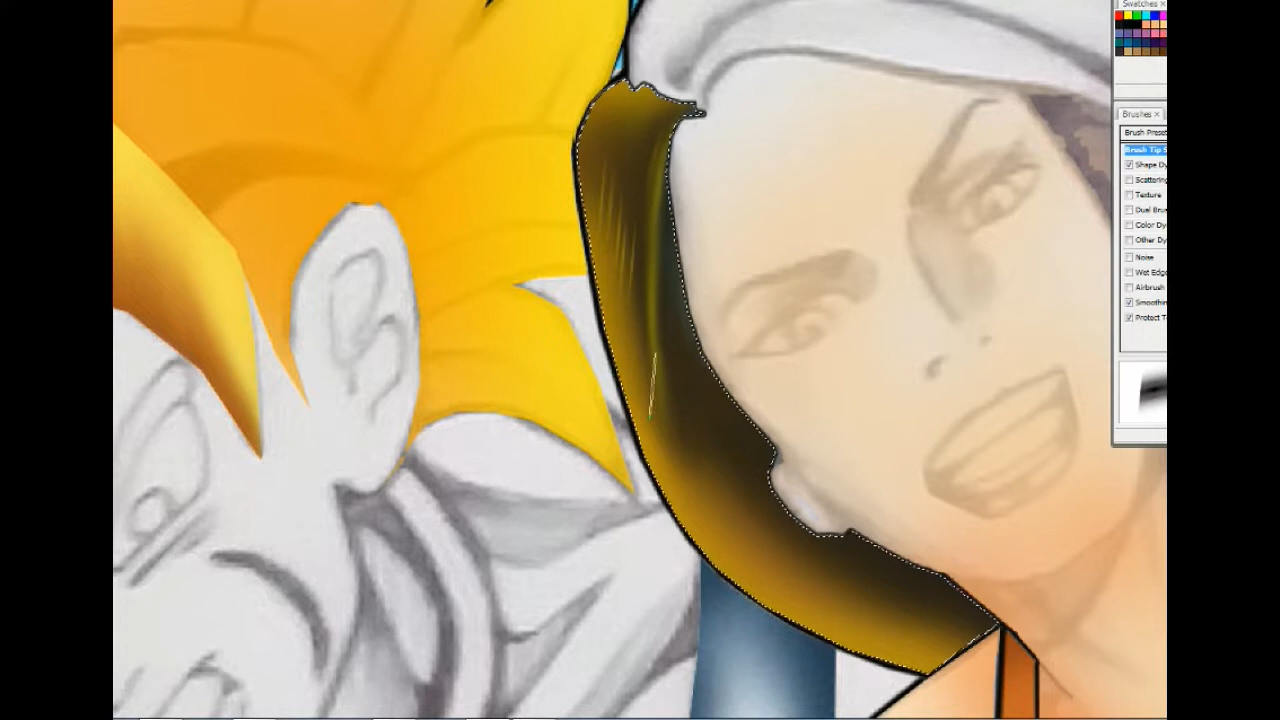 Swatches ×
Brushes ×
Brush Preset
Brush Tip S
Shape Dy
Scattering
Texture
Dual Brus
Color Dy
Other Dy
Noise
Wet Edge
Airbrush
Smoothin
Protect T